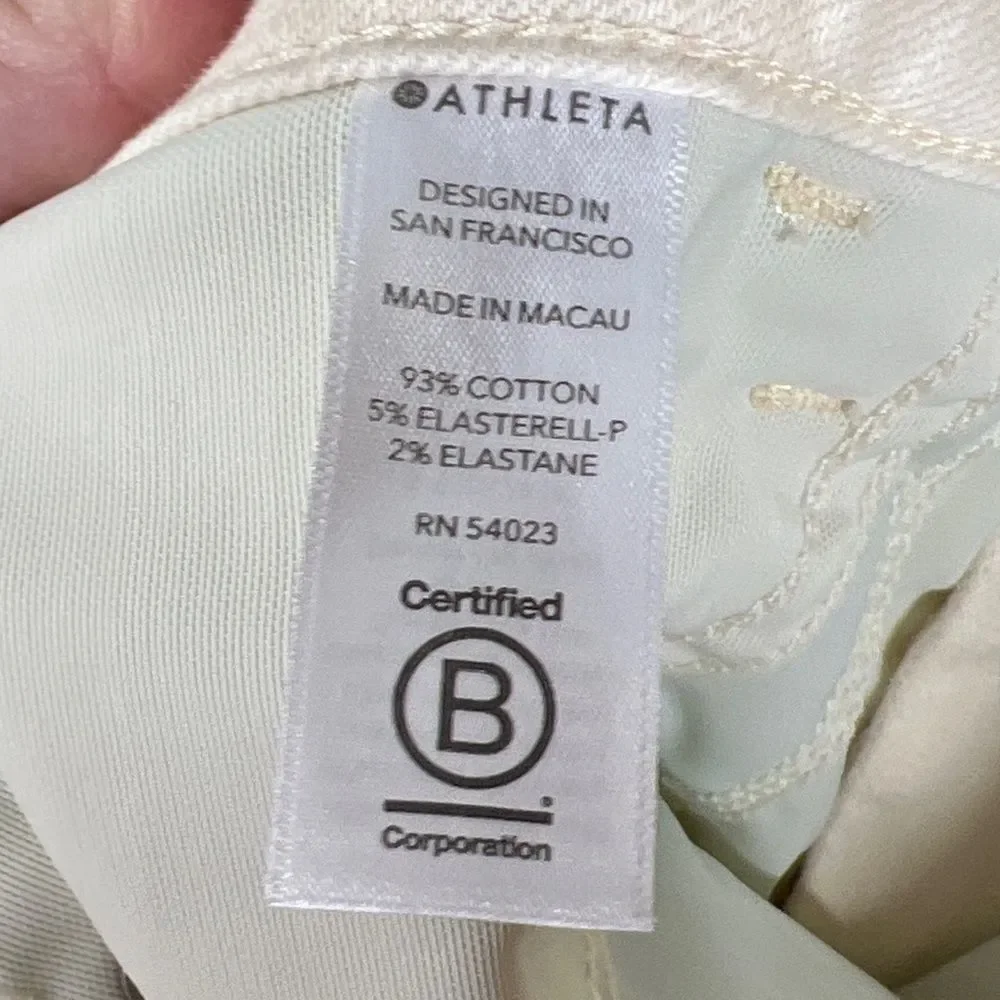 ATHLETA
DESIGNED IN
SAN FRANCISCO
MADE IN MACAU
93% COTTON
5% ELASTERELL-P
2% ELASTANE
RN 54023
Certified
B
Corporation